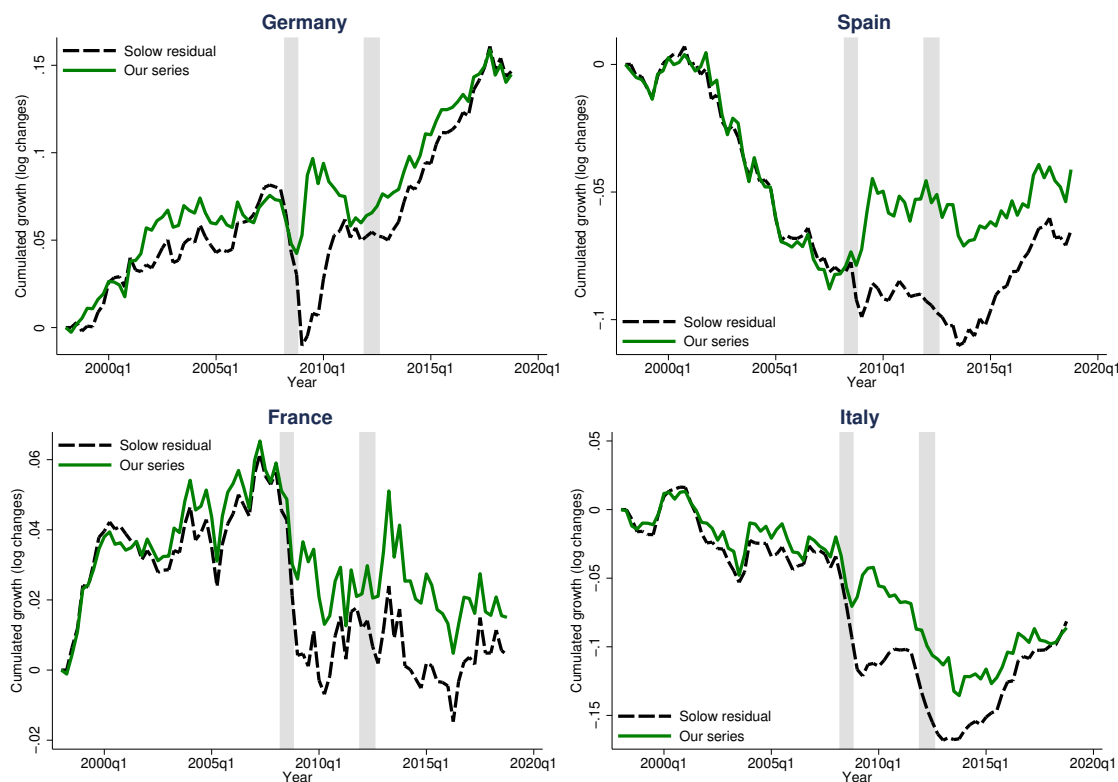 Germany
Solow residual
Our series
Cumulated growth (log changes)
.15
.1
.05
0
2000q1 2005q1 2010q1 2015q1 2020q1
Year
Spain
Cumulated growth (log changes)
0
-.05
-.1
Solow residual
Our series
2000q1 2005q1 2010q1 2015q1 2020q1
Year
France
Solow residual
Our series
Cumulated growth (log changes)
.06
.04
.02
0
-.02
2000q1 2005q1 2010q1 2015q1 2020q1
Year
Italy
Cumulated growth (log changes)
.05
0
-.05
-.1
-.15
Solow residual
Our series
2000q1 2005q1 2010q1 2015q1 2020q1
Year